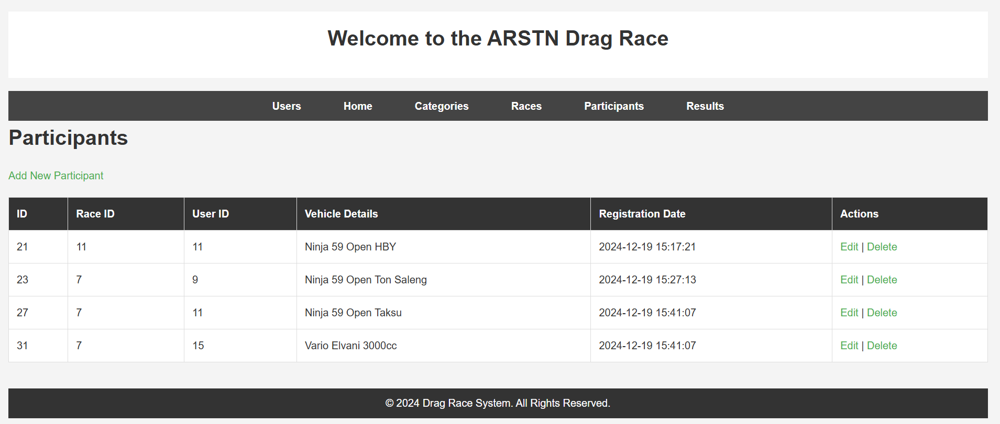 Welcome to the ARSTN Drag Race
Users Home Categories Races Participants Results
Participants
Add New Participant
ID Race ID User ID Vehicle Details Registration Date Actions
21 11 11 Ninja 59 Open HBY 2024-12-19 15:17:21 Edit | Delete
23 7 9 Ninja 59 Open Ton Saleng 2024-12-19 15:27:13 Edit | Delete
27 7 11 Ninja 59 Open Taksu 2024-12-19 15:41:07 Edit | Delete
31 7 15 Vario Elvani 3000cc 2024-12-19 15:41:07 Edit | Delete
© 2024 Drag Race System. All Rights Reserved.